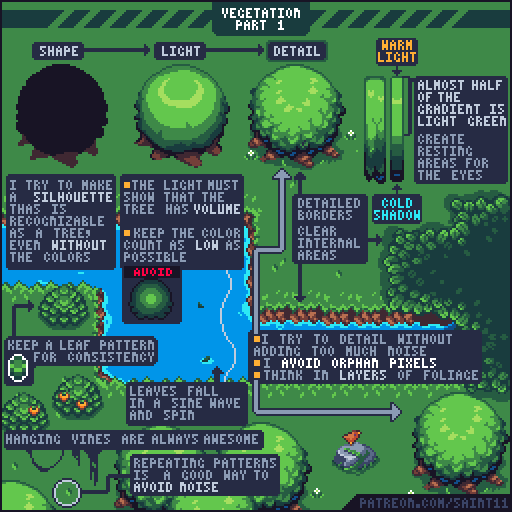 VEGETATION
PART 1
SHAPE
LIGHT
DETAIL
WARM
LIGHT
ALMOST HALF
OF THE
GRADIENT IS
LIGHT GREEN
CREATE
RESTING
AREAS FOR
THE EYES
COLD
SHADOW
I TRY TO MAKE
A SILHOUETTE
THAS IS
RECOGNIZABLE
AS A TREE,
EVEN WITHOUT
THE COLORS
THE LIGHT MUST
SHOW THAT THE
TREE HAS VOLUME
KEEP THE COLOR
COUNT AS LOW AS
POSSIBLE
AVOID
DETAILED
BORDERS
CLEAR
INTERNAL
AREAS
KEEP A LEAF PATTERN
FOR CONSISTENCY
I TRY TO DETAIL WITHOUT
ADDING TOO MUCH NOISE
I AVOID ORPHAN PIXELS
THINK IN LAYERS OF FOLIAGE
LEAVES FALL
IN A SINE WAVE
AND SPIN
HANGING VINES ARE ALWAYS AWESOME
REPEATING PATTERNS
IS A GOOD WAY TO
AVOID NOISE
PATREON.COM/SAINT11